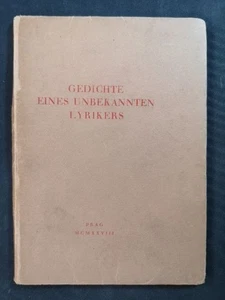 GEDICHTE
EINES UNBEKANNTEN
LYRIKERS
PRAG